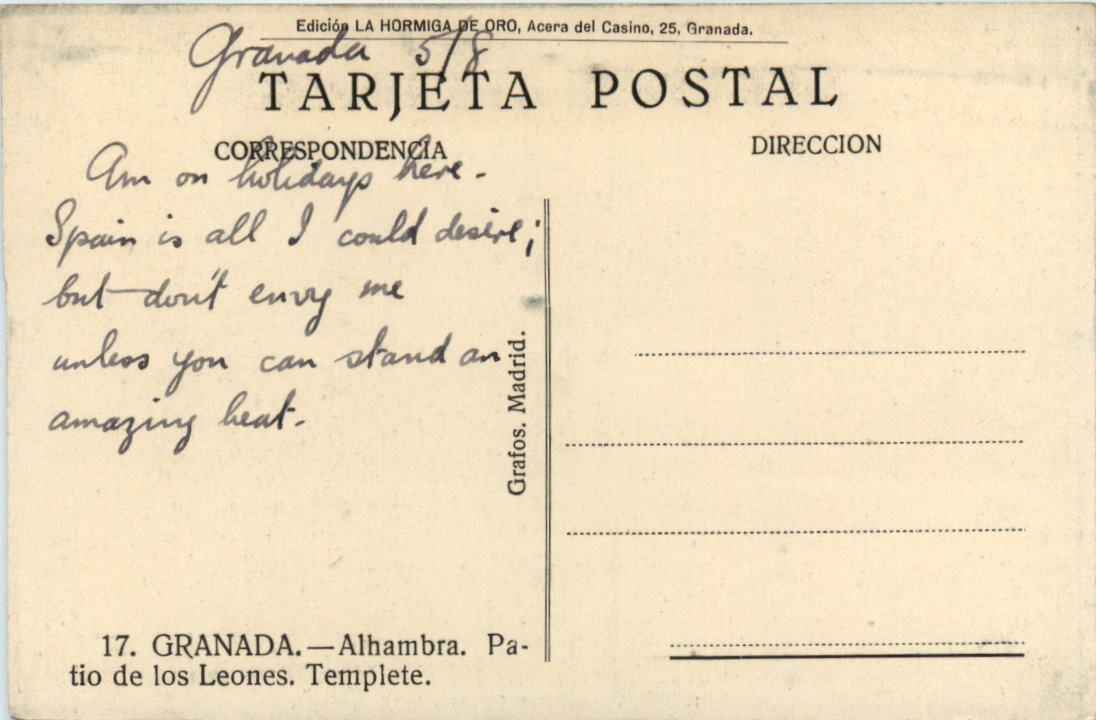 Edición LA HORMIGA DE ORO, Acera del Casino, 25, Granada.
Granada 5/8
TARJETA POSTAL
CORRESPONDENCIA
Am on holidays here.
Spain is all I could desire;
but don't envy me
unless you can stand an
amazing heat.
DIRECCION
Grafos. Madrid.
17. GRANADA.—Alhambra. Pa-
tio de los Leones. Templete.